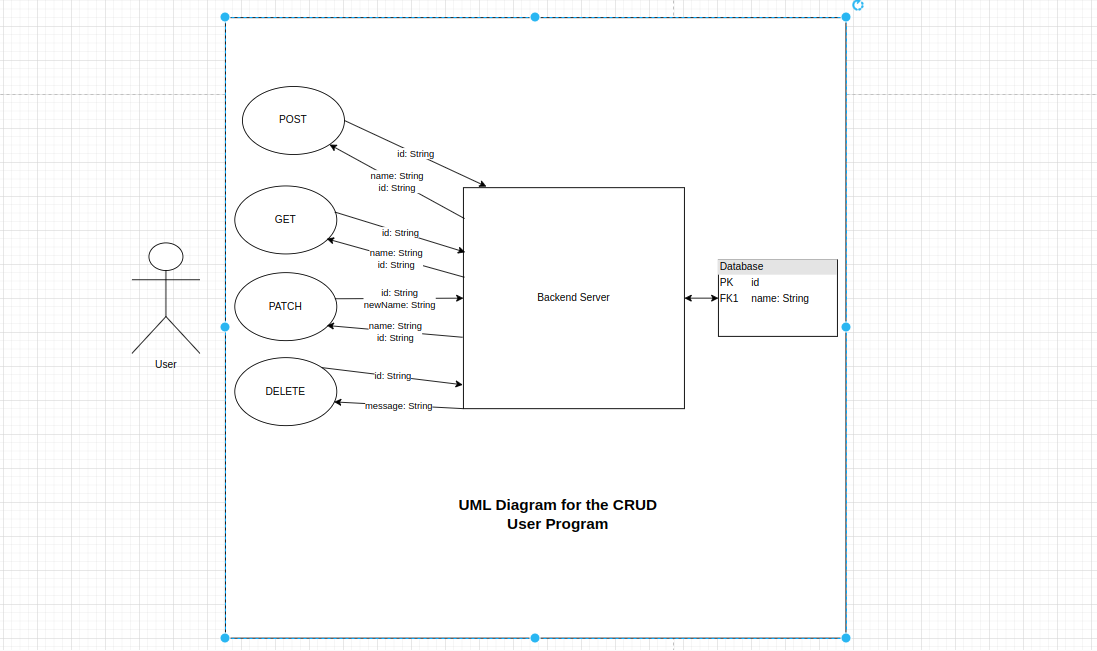 POST
id: String
name: String
id: String
GET
id: String
name: String
id: String
PATCH
id: String
newName: String
name: String
id: String
DELETE
id: String
message: String
User
Backend Server
Database
PK id
FK1 name: String
UML Diagram for the CRUD
User Program